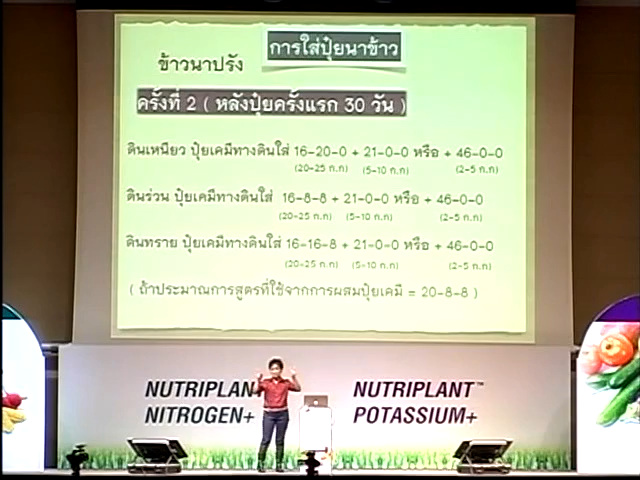 การใส่ปุ๋ยนาข้าว
ข้าวนาปรัง
ครั้งที่ 2 ( หลังปุ๋ยครั้งแรก 30 วัน )
ดินเหนียว ปุ๋ยเคมีทางดินใส่ 16-20-0 + 21-0-0 หรือ + 46-0-0
(20-25 ก.ก) (5-10 ก.ก) (2-5 ก.ก)
ดินร่วน ปุ๋ยเคมีทางดินใส่ 16-8-8 + 21-0-0 หรือ + 46-0-0
(20-25 ก.ก) (5-10 ก.ก) (2-5 ก.ก)
ดินทราย ปุ๋ยเคมีทางดินใส่ 16-16-8 + 21-0-0 หรือ + 46-0-0
(20-25 ก.ก) (5-10 ก.ก) (2-5 ก.ก)
( ถ้าประมาณการสูตรที่ใช้จากการผสมปุ๋ยเคมี = 20-8-8 )
NUTRIPLAN NUTRIPLANT™
NITROGEN+ POTASSIUM+